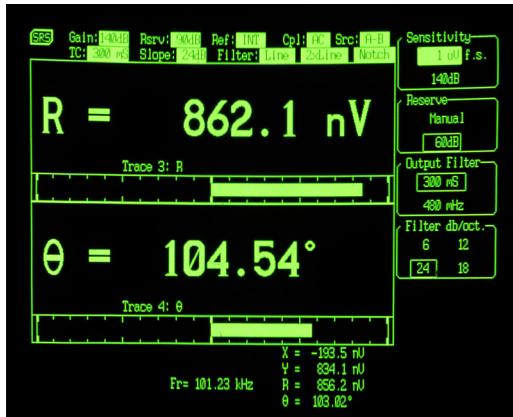 SRS Gain: 140dB Rsrv: 90dB Ref: INT Cpl: AC Src: A-B
TC: 300 mS Slope: 24dB Filter: Line 2xLine Notch
R = 862.1 nV
Trace 3: R
θ = 104.54°
Trace 4: θ
Fr= 101.23 kHz
X = -193.5 nV
Y = 834.1 nV
R = 856.2 nV
θ = 103.02°
Sensitivity
1 uV f.s.
140dB
Reserve
Manual
60dB
Output Filter
300 mS
480 mHz
Filter db/oct.
6 12
24 18